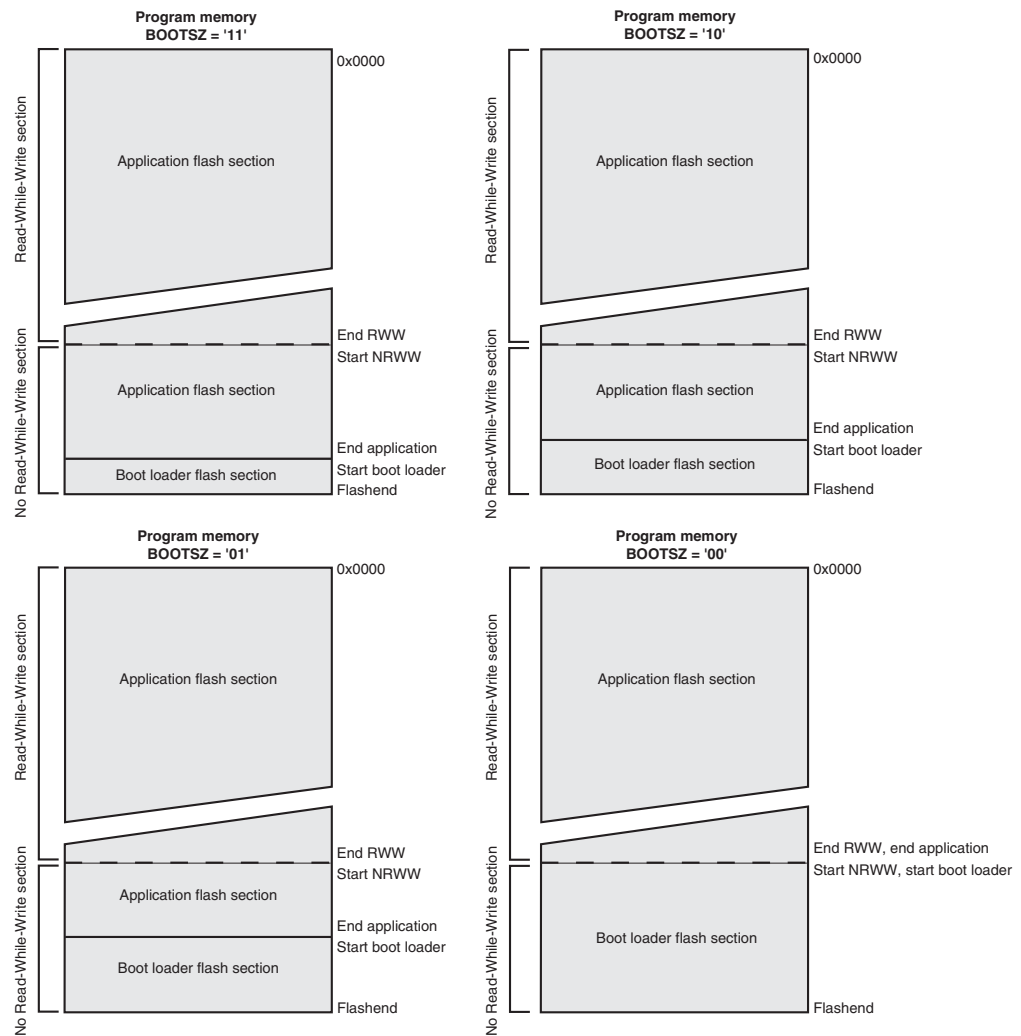 Program memory
BOOTSZ = '11'
0x0000
Read-While-Write section
Application flash section
End RWW
Start NRWW
No Read-While-Write section
Application flash section
End application
Start boot loader
Boot loader flash section
Flashend
Program memory
BOOTSZ = '10'
0x0000
Read-While-Write section
Application flash section
End RWW
Start NRWW
No Read-While-Write section
Application flash section
End application
Start boot loader
Boot loader flash section
Flashend
Program memory
BOOTSZ = '01'
0x0000
Read-While-Write section
Application flash section
End RWW
Start NRWW
No Read-While-Write section
Application flash section
End application
Start boot loader
Boot loader flash section
Flashend
Program memory
BOOTSZ = '00'
0x0000
Read-While-Write section
Application flash section
End RWW, end application
Start NRWW, start boot loader
No Read-While-Write section
Boot loader flash section
Flashend